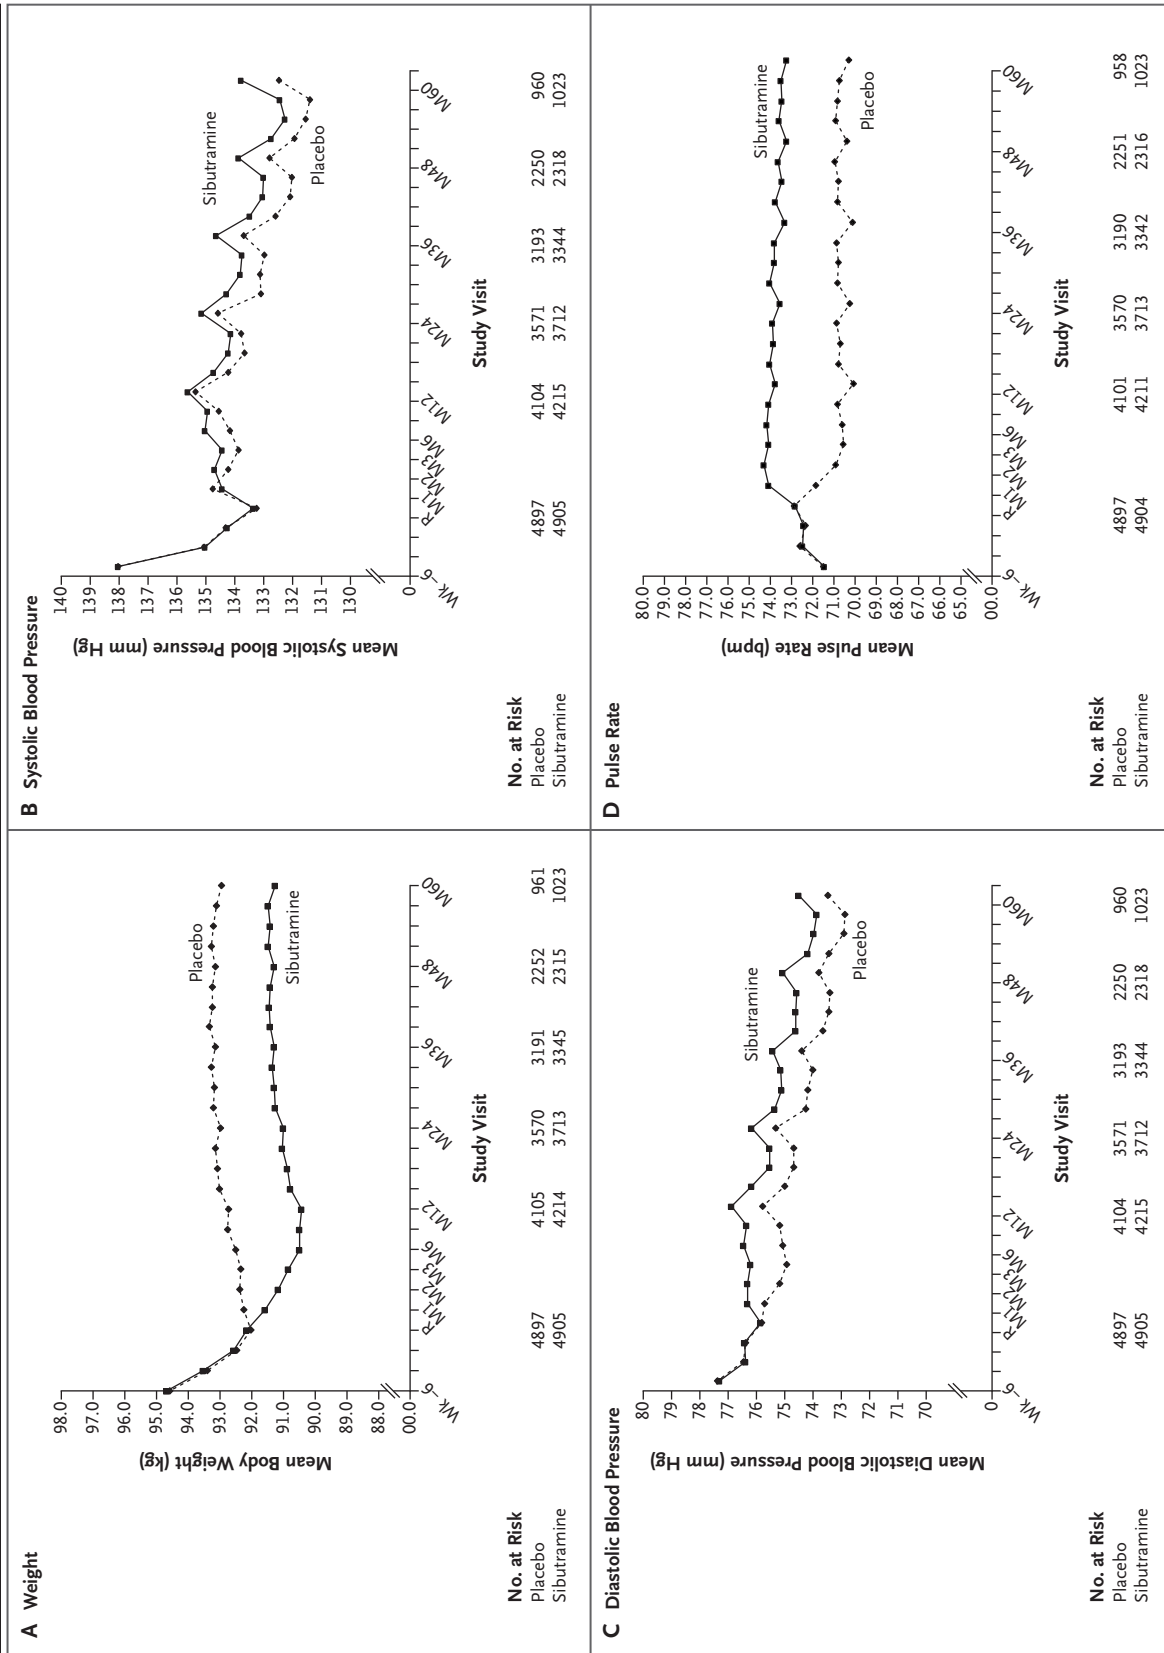 A Weight
Mean Body Weight (kg)
98.0
97.0
96.0
95.0
94.0
93.0
92.0
91.0
90.0
89.0
00.0
Placebo
Sibutramine
Wk−6 R M1 M2 M3 M6 M12 M24 M36 M48 M60
Study Visit
No. at Risk
Placebo 4897 4105 3570 3191 2252 961
Sibutramine 4905 4214 3713 3345 2315 1023
B Systolic Blood Pressure
Mean Systolic Blood Pressure (mm Hg)
140
139
138
137
136
135
134
133
132
131
130
0
Sibutramine
Placebo
Wk−6 R M1 M2 M3 M6 M12 M24 M36 M48 M60
Study Visit
No. at Risk
Placebo 4897 4104 3571 3193 2250 960
Sibutramine 4905 4215 3712 3344 2318 1023
C Diastolic Blood Pressure
Mean Diastolic Blood Pressure (mm Hg)
80
79
78
77
76
75
74
73
72
71
70
0
Sibutramine
Placebo
Wk−6 R M1 M2 M3 M6 M12 M24 M36 M48 M60
Study Visit
No. at Risk
Placebo 4897 4104 3571 3193 2250 960
Sibutramine 4905 4215 3712 3344 2318 1023
D Pulse Rate
Mean Pulse Rate (bpm)
80.0
79.0
78.0
77.0
76.0
75.0
74.0
73.0
72.0
71.0
70.0
69.0
68.0
67.0
66.0
65.0
00.0
Sibutramine
Placebo
Wk−6 R M1 M2 M3 M6 M12 M24 M36 M48 M60
Study Visit
No. at Risk
Placebo 4897 4101 3570 3190 2251 958
Sibutramine 4904 4211 3713 3342 2316 1023